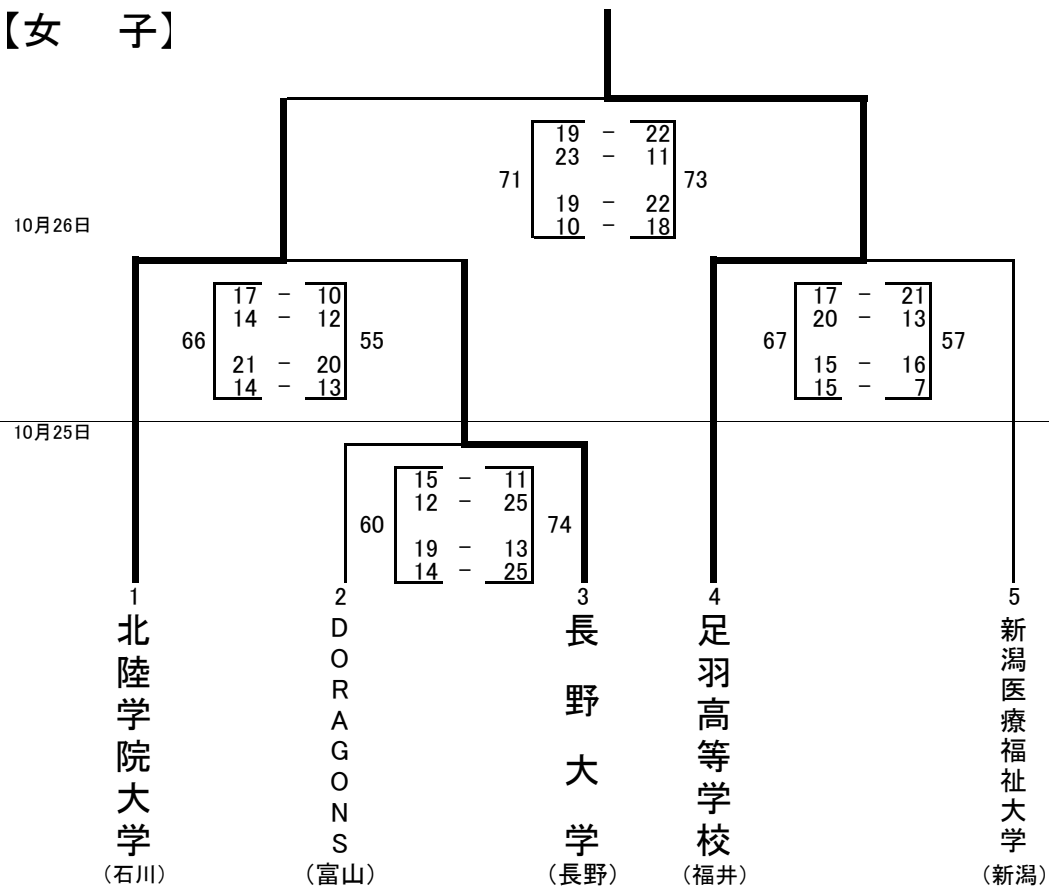 【女　子】
19 － 22
23 － 11
71 73
19 － 22
10 － 18
10月26日
17 － 10
14 － 12
66 55
21 － 20
14 － 13
17 － 21
20 － 13
67 57
15 － 16
15 － 7
10月25日
15 － 11
12 － 25
60 74
19 － 13
14 － 25
1 2 3 4 5
北陸学院大学
DORAGONS
長野大学
足羽高等学校
新潟医療福祉大学
（石川） （富山） （長野） （福井） （新潟）